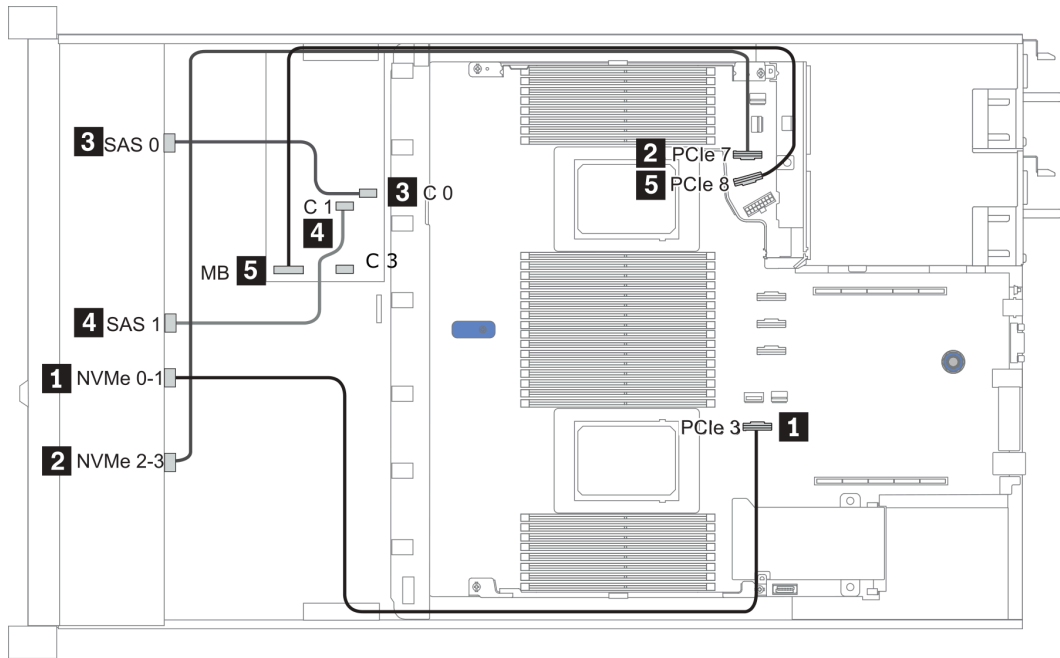 3 SAS 0
3 C 0
C 1
4
MB 5
C 3
4 SAS 1
1 NVMe 0-1
2 NVMe 2-3
2 PCIe 7
5 PCIe 8
PCIe 3 1